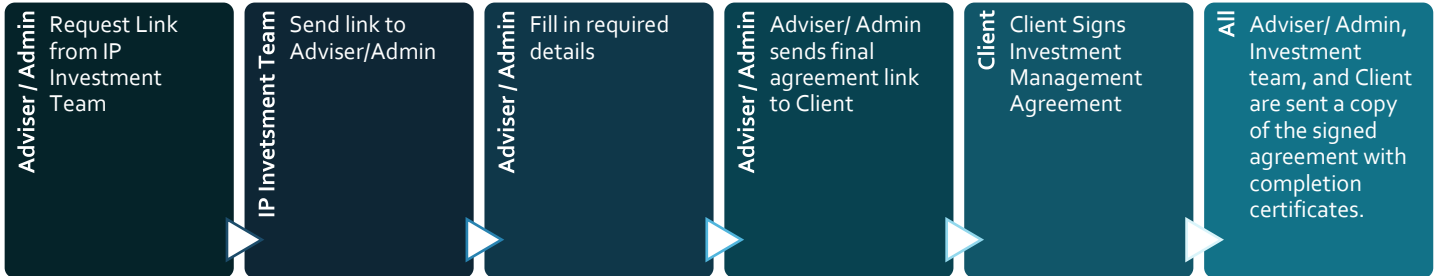 Adviser / Admin
Request Link
from IP
Investment
Team
IP Invetsment Team
Send link to
Adviser/Admin
Adviser / Admin
Fill in required
details
Adviser / Admin
Adviser/ Admin
sends final
agreement link
to Client
Client
Client Signs
Investment
Management
Agreement
All
Adviser/ Admin,
Investment
team, and Client
are sent a copy
of the signed
agreement with
completion
certificates.